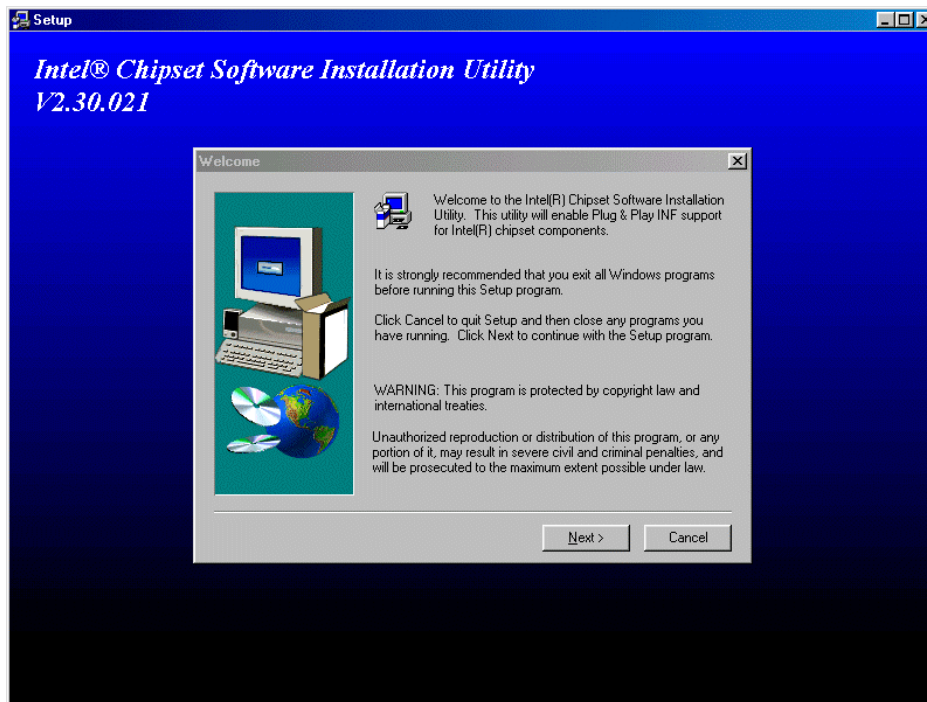 Setup
Intel® Chipset Software Installation Utility
V2.30.021
Welcome
Welcome to the Intel(R) Chipset Software Installation
Utility. This utility will enable Plug & Play INF support
for Intel(R) chipset components.
It is strongly recommended that you exit all Windows programs
before running this Setup program.
Click Cancel to quit Setup and then close any programs you
have running. Click Next to continue with the Setup program.
WARNING: This program is protected by copyright law and
international treaties.
Unauthorized reproduction or distribution of this program, or any
portion of it, may result in severe civil and criminal penalties, and
will be prosecuted to the maximum extent possible under law.
Next >
Cancel